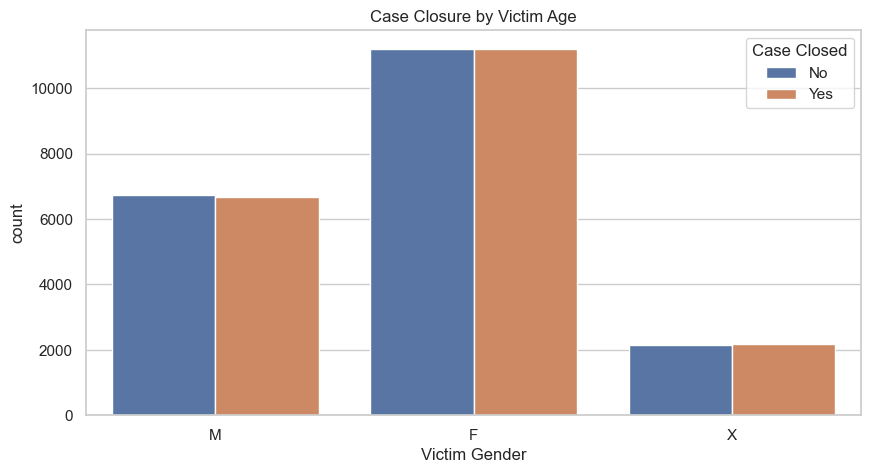 Case Closure by Victim Age
Case Closed
No
Yes
count
10000
8000
6000
4000
2000
0
M
F
X
Victim Gender